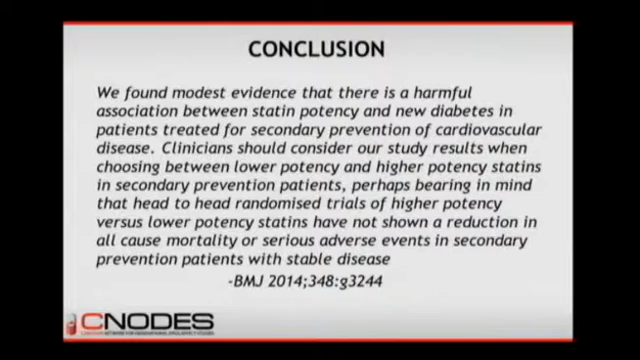 CONCLUSION
We found modest evidence that there is a harmful
association between statin potency and new diabetes in
patients treated for secondary prevention of cardiovascular
disease. Clinicians should consider our study results when
choosing between lower potency and higher potency statins
in secondary prevention patients, perhaps bearing in mind
that head to head randomised trials of higher potency
versus lower potency statins have not shown a reduction in
all cause mortality or serious adverse events in secondary
prevention patients with stable disease
-BMJ 2014;348:g3244
CNODES